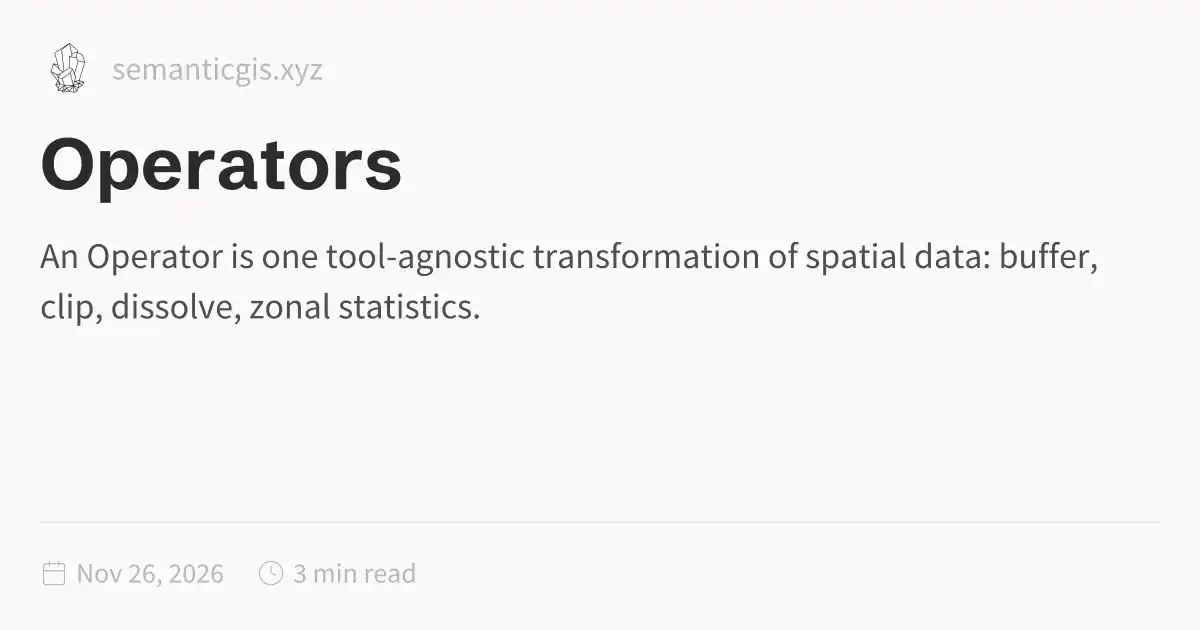 semanticgis.xyz
Operators
An Operator is one tool-agnostic transformation of spatial data: buffer,
clip, dissolve, zonal statistics.
Nov 26, 2026 3 min read